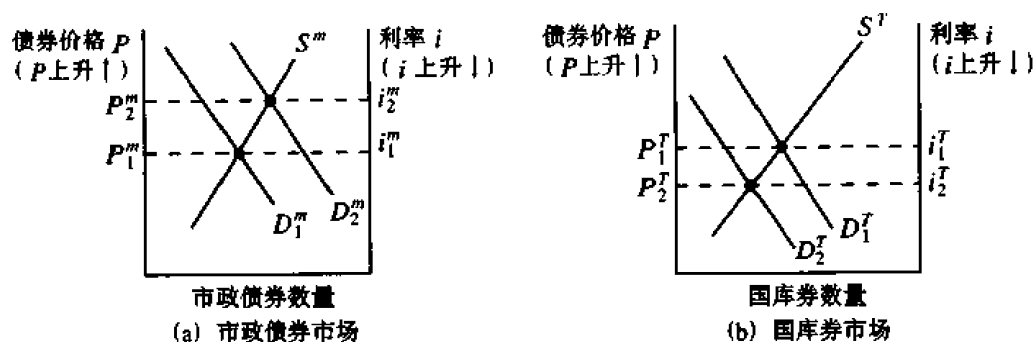 债券价格 P
(P上升↑)
利率 i
(i 上升↓)
S^m
P_2^m
i_2^m
P_1^m
i_1^m
D_1^m
D_2^m
市政债券数量
(a) 市政债券市场
债券价格 P
(P上升↑)
利率 i
(i上升↓)
S^T
P_1^T
i_1^T
P_2^T
i_2^T
D_1^T
D_2^T
国库券数量
(b) 国库券市场